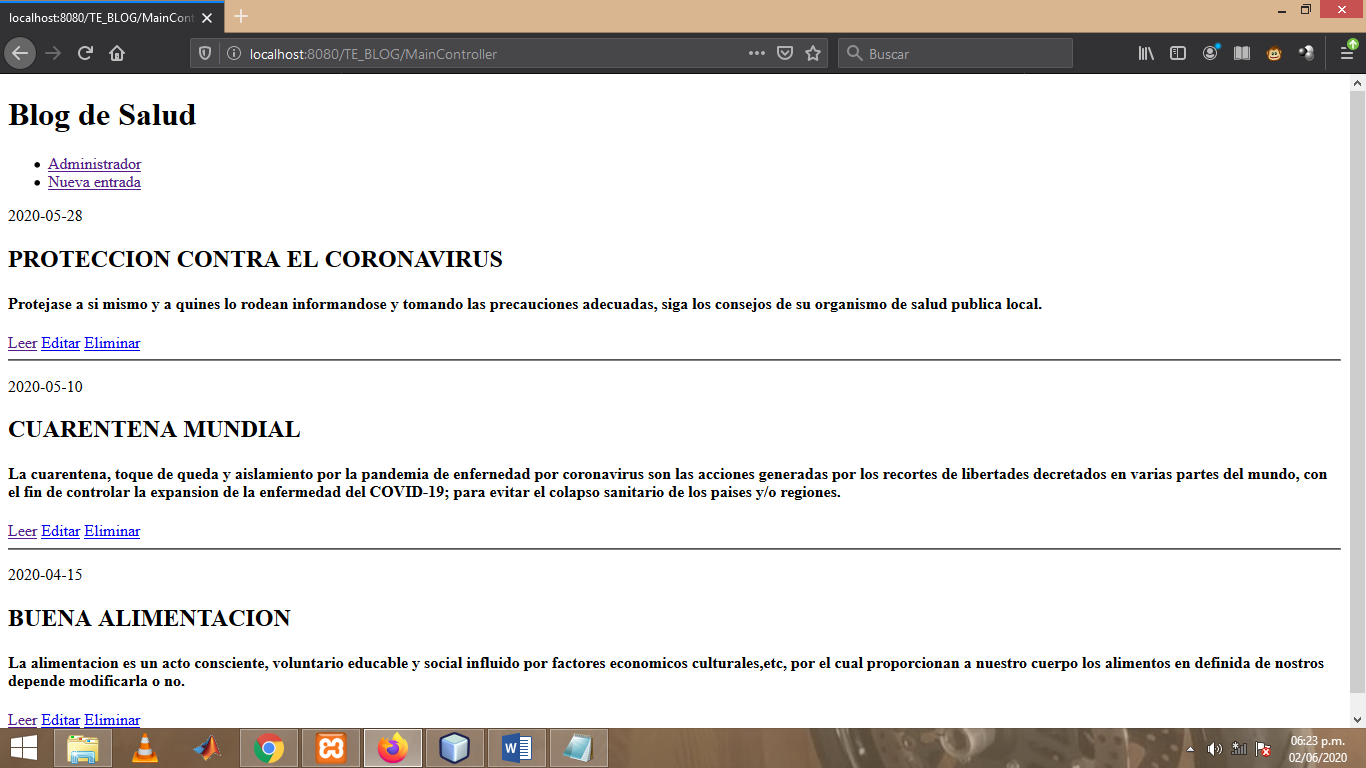 localhost:8080/TE_BLOG/MainCont
localhost:8080/TE_BLOG/MainController
Buscar
Blog de Salud
Administrador
Nueva entrada
2020-05-28
PROTECCION CONTRA EL CORONAVIRUS
Protejase a si mismo y a quines lo rodean informandose y tomando las precauciones adecuadas, siga los consejos de su organismo de salud publica local.
Leer Editar Eliminar
2020-05-10
CUARENTENA MUNDIAL
La cuarentena, toque de queda y aislamiento por la pandemia de enfernedad por coronavirus son las acciones generadas por los recortes de libertades decretados en varias partes del mundo, con
el fin de controlar la expansion de la enfermedad del COVID-19; para evitar el colapso sanitario de los paises y/o regiones.
Leer Editar Eliminar
2020-04-15
BUENA ALIMENTACION
La alimentacion es un acto consciente, voluntario educable y social influido por factores economicos culturales,etc, por el cual proporcionan a nuestro cuerpo los alimentos en definida de nostros
depende modificarla o no.
Leer Editar Eliminar
06:23 p.m.
02/06/2020